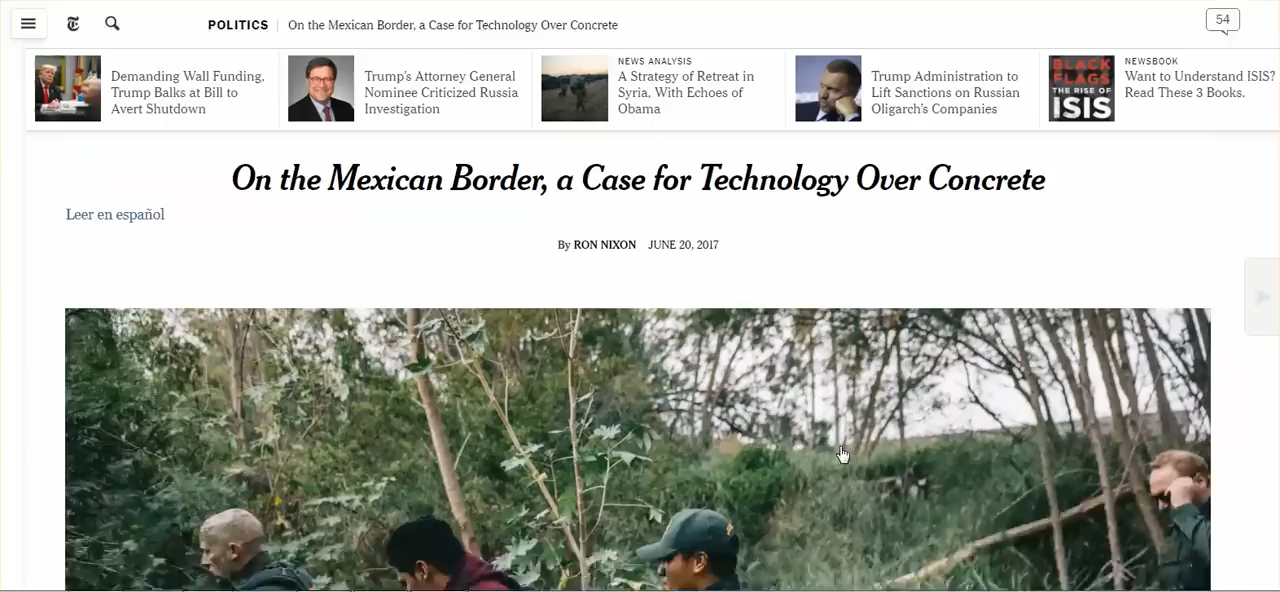 POLITICS | On the Mexican Border, a Case for Technology Over Concrete
54
Demanding Wall Funding,
Trump Balks at Bill to
Avert Shutdown
Trump's Attorney General
Nominee Criticized Russia
Investigation
NEWS ANALYSIS
A Strategy of Retreat in
Syria, With Echoes of
Obama
Trump Administration to
Lift Sanctions on Russian
Oligarch's Companies
BLACK
FLAGS
THE RISE OF
ISIS
NEWSBOOK
Want to Understand ISIS?
Read These 3 Books.
On the Mexican Border, a Case for Technology Over Concrete
Leer en español
By RON NIXON JUNE 20, 2017